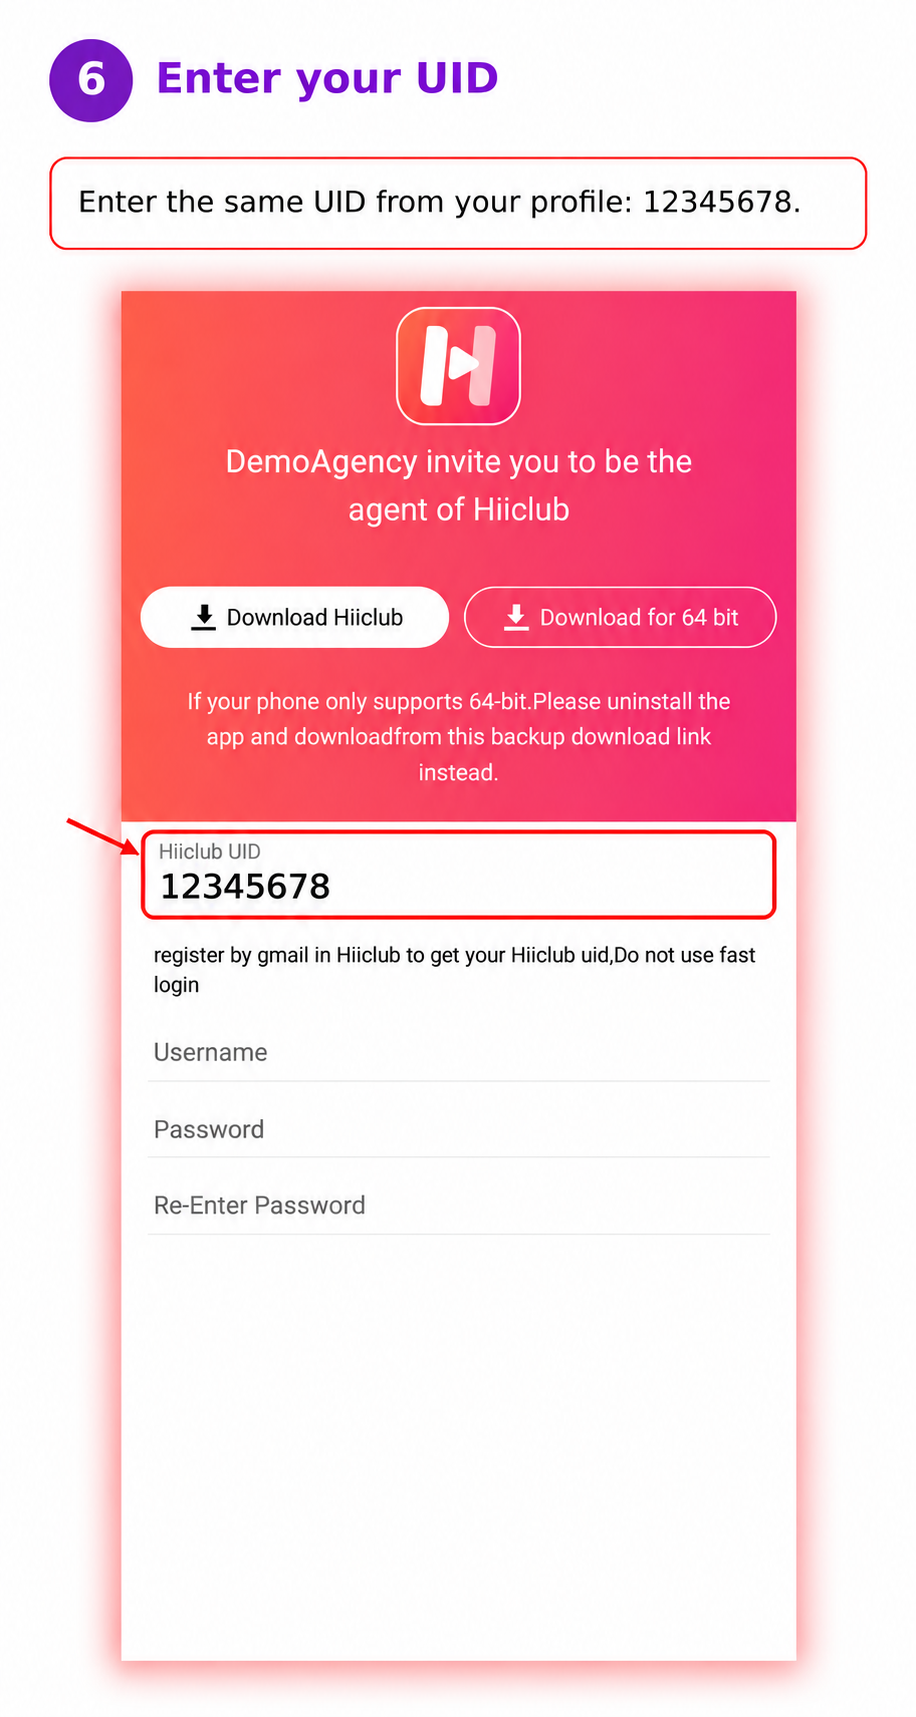 6
Enter your UID
Enter the same UID from your profile: 12345678.
DemoAgency invite you to be the
agent of Hiiclub
Download Hiiclub
Download for 64 bit
If your phone only supports 64-bit.Please uninstall the
app and downloadfrom this backup download link
instead.
Hiiclub UID
12345678
register by gmail in Hiiclub to get your Hiiclub uid,Do not use fast
login
Username
Password
Re-Enter Password